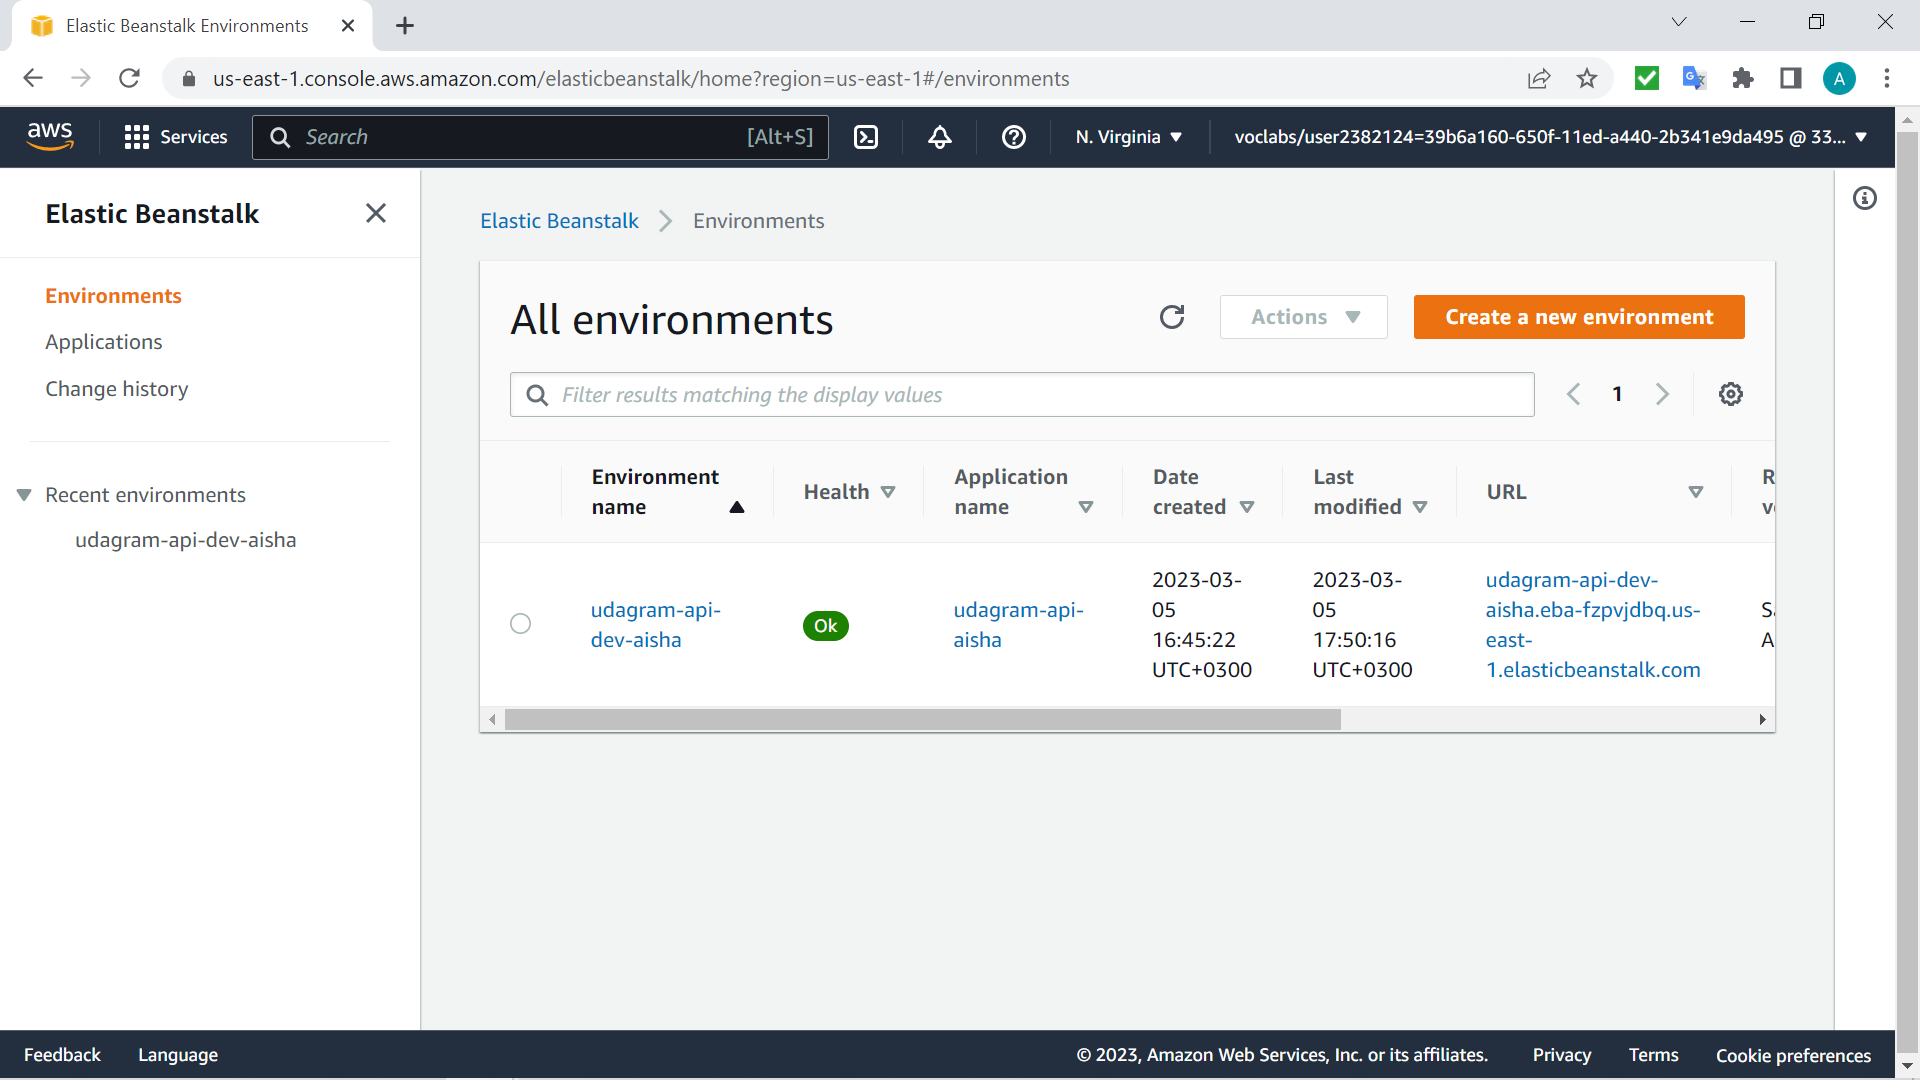 Elastic Beanstalk Environments
us-east-1.console.aws.amazon.com/elasticbeanstalk/home?region=us-east-1#/environments
A
aws
Services
Search
[Alt+S]
N. Virginia
voclabs/user2382124=39b6a160-650f-11ed-a440-2b341e9da495 @ 33...
Elastic Beanstalk
Environments
Applications
Change history
Recent environments
udagram-api-dev-aisha
Elastic Beanstalk
Environments
All environments
Actions
Create a new environment
Filter results matching the display values
1
Environment
name
Health
Application
name
Date
created
Last
modified
URL
udagram-api-
dev-aisha
Ok
udagram-api-
aisha
2023-03-
05
16:45:22
UTC+0300
2023-03-
05
17:50:16
UTC+0300
udagram-api-dev-
aisha.eba-fzpvjdbq.us-
east-
1.elasticbeanstalk.com
Feedback
Language
© 2023, Amazon Web Services, Inc. or its affiliates.
Privacy
Terms
Cookie preferences